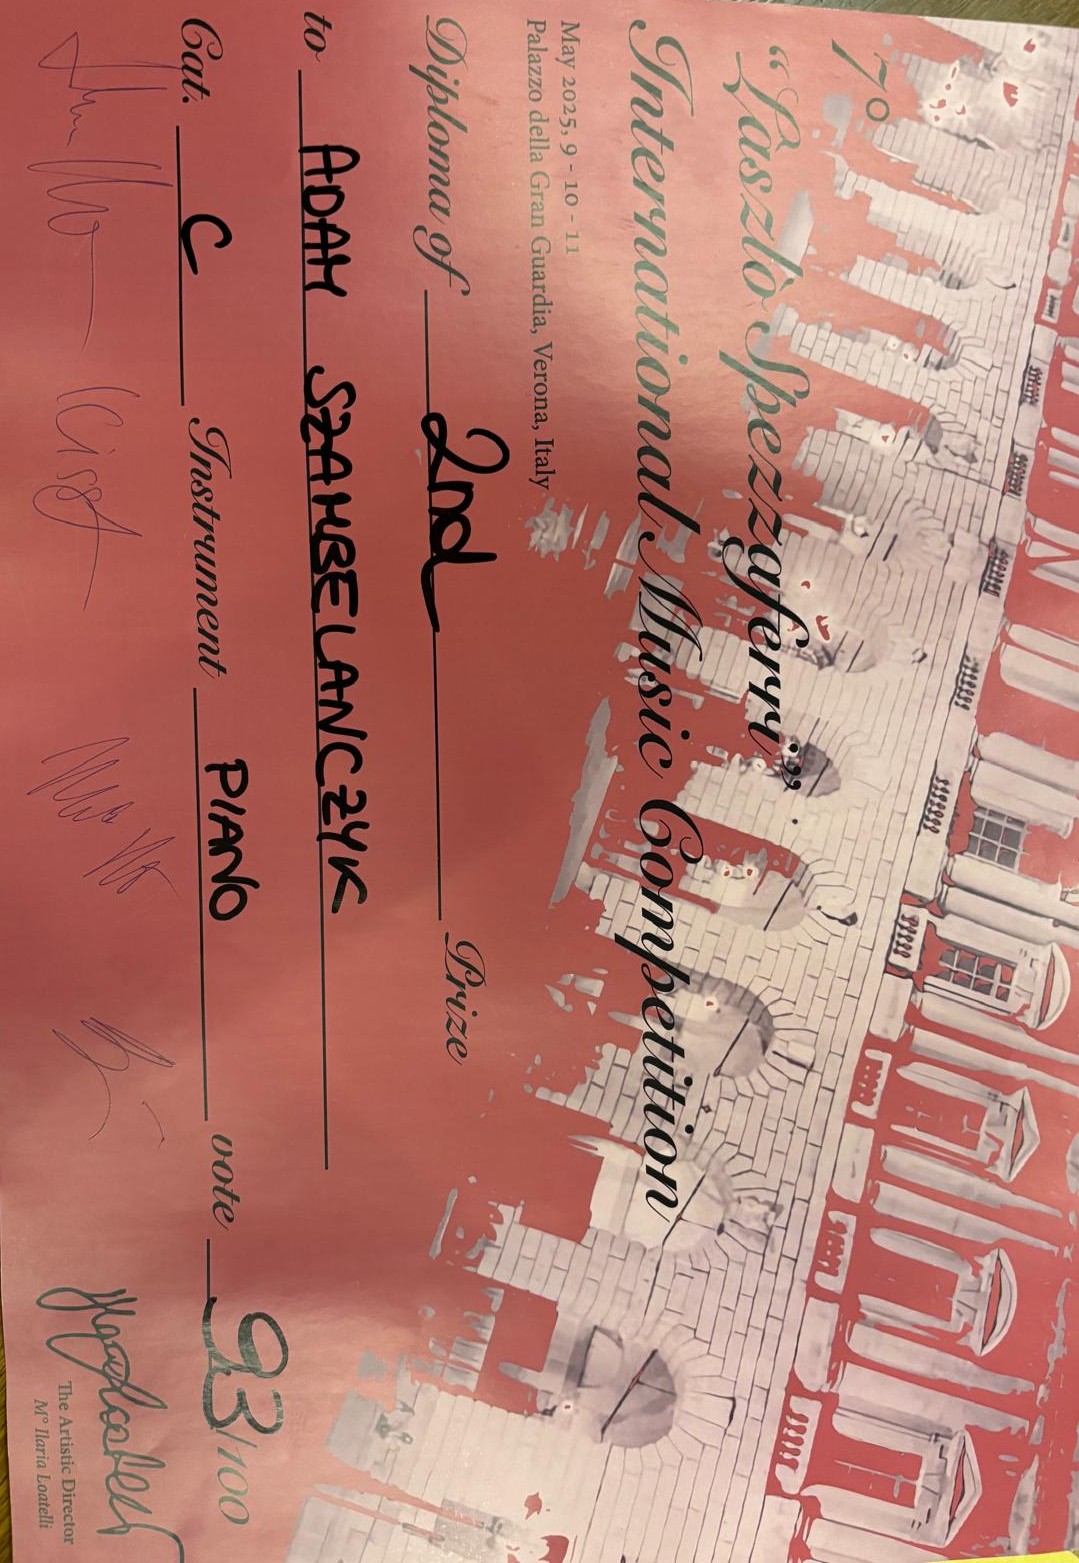 7°
"Laszlò Spezzaferri"
International Music Competition
May 2025, 9 - 10 - 11
Palazzo della Gran Guardia, Verona, Italy
Diploma of 2nd Prize
to ADAM SZAMBELANCZYK
Cat. C Instrument PIANO vote 93/100
The Artistic Director
M° Ilaria Loatelli